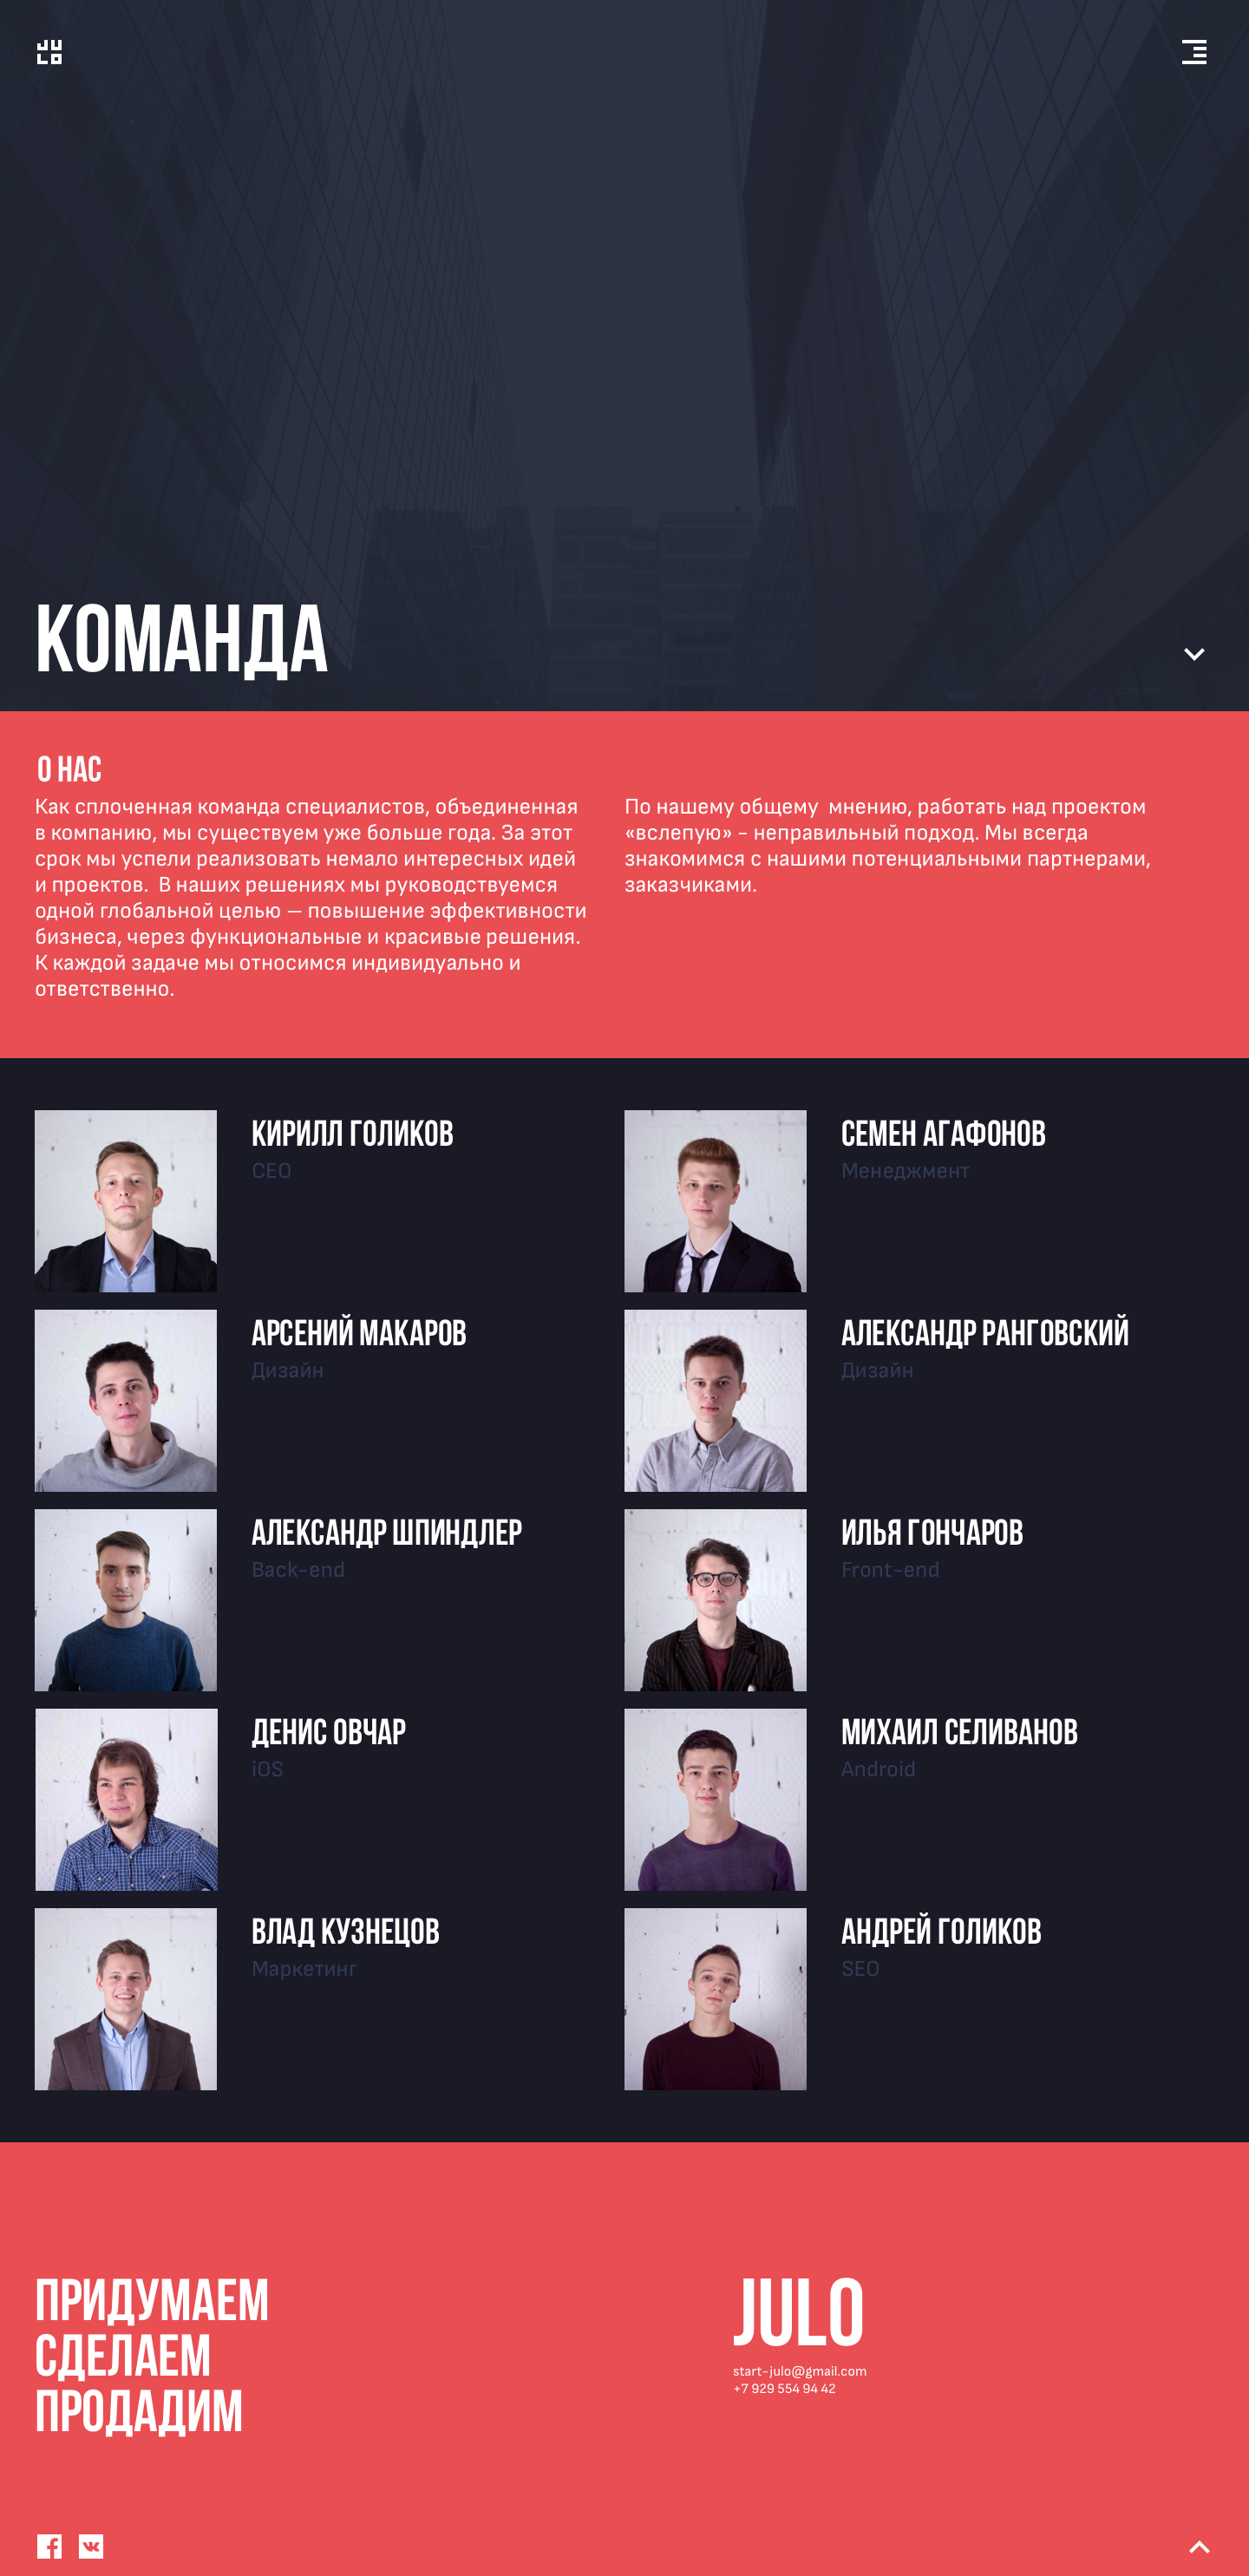 JULO
КОМАНДА
О НАС
Как сплоченная команда специалистов, объединенная
в компанию, мы существуем уже больше года. За этот
срок мы успели реализовать немало интересных идей
и проектов.  В наших решениях мы руководствуемся
одной глобальной целью — повышение эффективности
бизнеса, через функциональные и красивые решения.
К каждой задаче мы относимся индивидуально и
ответственно.
По нашему общему  мнению, работать над проектом
«вслепую» - неправильный подход. Мы всегда
знакомимся с нашими потенциальными партнерами,
заказчиками.
КИРИЛЛ ГОЛИКОВ
CEO
СЕМЕН АГАФОНОВ
Менеджмент
АРСЕНИЙ МАКАРОВ
Дизайн
АЛЕКСАНДР РАНГОВСКИЙ
Дизайн
АЛЕКСАНДР ШПИНДЛЕР
Back-end
ИЛЬЯ ГОНЧАРОВ
Front-end
ДЕНИС ОВЧАР
iOS
МИХАИЛ СЕЛИВАНОВ
Android
ВЛАД КУЗНЕЦОВ
Маркетинг
АНДРЕЙ ГОЛИКОВ
SEO
ПРИДУМАЕМ
СДЕЛАЕМ
ПРОДАДИМ
JULO
start-julo@gmail.com
+7 929 554 94 42